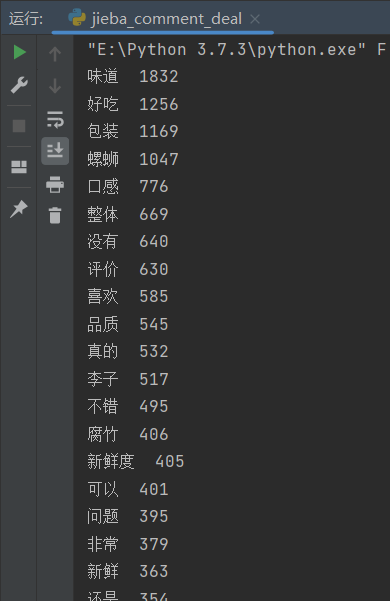 运行:
jieba_comment_deal
"E:\Python 3.7.3\python.exe" F
味道 1832
好吃 1256
包装 1169
螺蛳 1047
口感 776
整体 669
没有 640
评价 630
喜欢 585
品质 545
真的 532
李子 517
不错 495
腐竹 406
新鲜度 405
可以 401
问题 395
非常 379
新鲜 363
还是 354